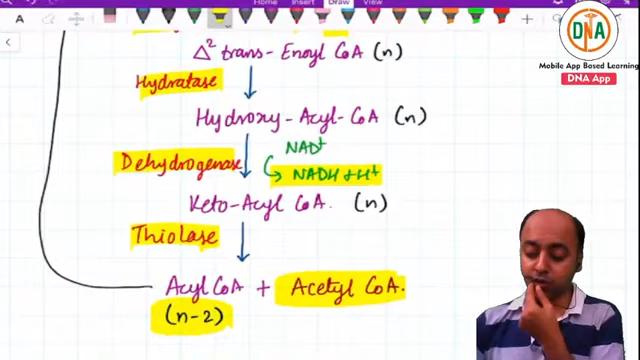 Home Insert Draw View
A
DNA
Mobile App Based Learning
DNA App
Δ² trans - Enoyl CoA (n)
Hydratase
Hydroxy - Acyl - CoA (n)
NAD⁺
Dehydrogenase
NADH + H⁺
Keto - Acyl CoA. (n)
Thiolase
Acyl CoA + Acetyl CoA.
(n-2)